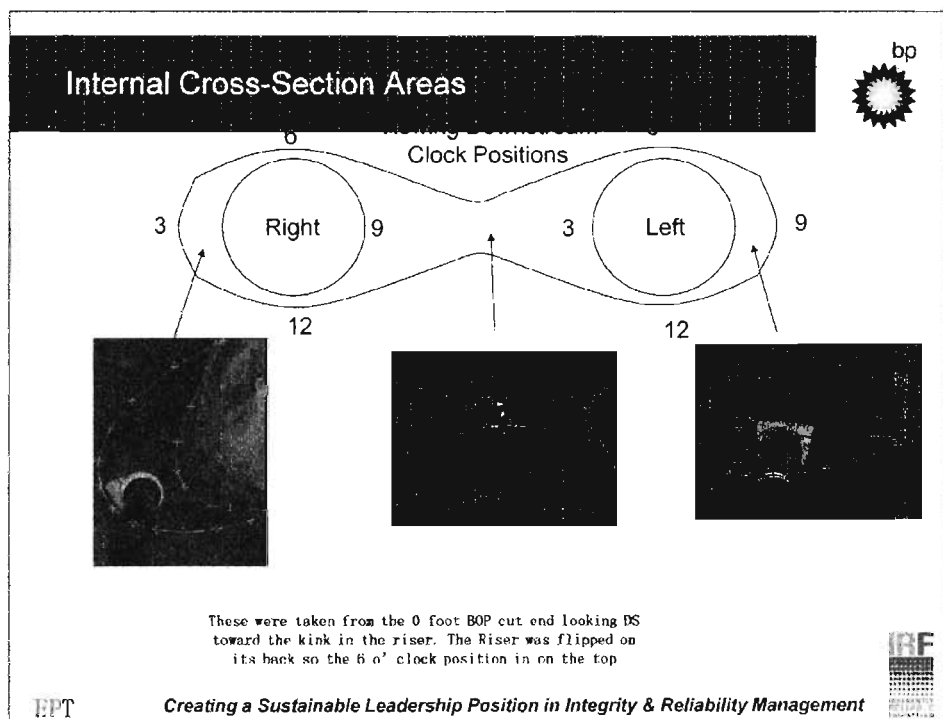 bp
Internal Cross-Section Areas
6
Clock Positions
3
Right
9
3
Left
9
12
12
These were taken from the 0 foot BOP cut end looking DS
toward the kink in the riser. The Riser was flipped on
its back so the 6 o' clock position in on the top
IRF
EPT
Creating a Sustainable Leadership Position in Integrity & Reliability Management